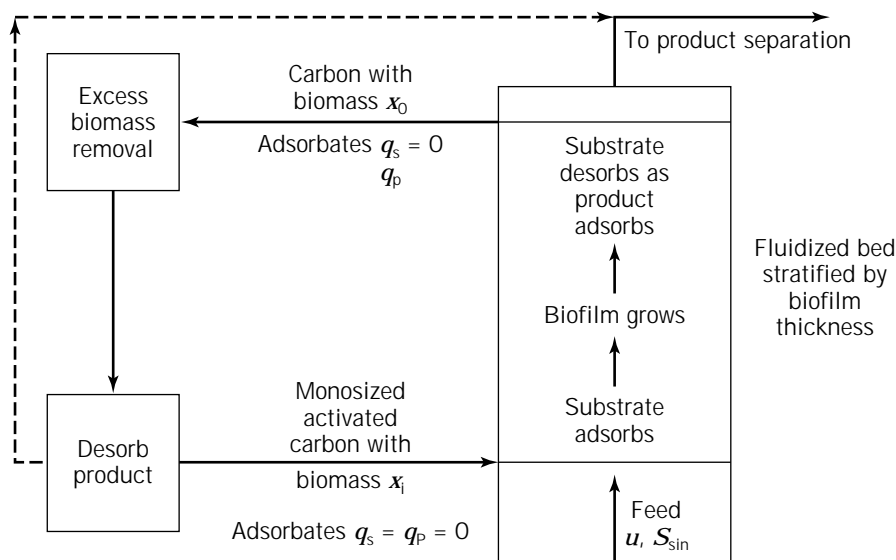 To product separation
Excess
biomass
removal
Carbon with
biomass x₀
Adsorbates qₛ = 0
qₚ
Substrate
desorbs as
product
adsorbs
Biofilm grows
Substrate
adsorbs
Fluidized bed
stratified by
biofilm
thickness
Desorb
product
Monosized
activated
carbon with
biomass xᵢ
Adsorbates qₛ = q_P = 0
Feed
u, S_sin